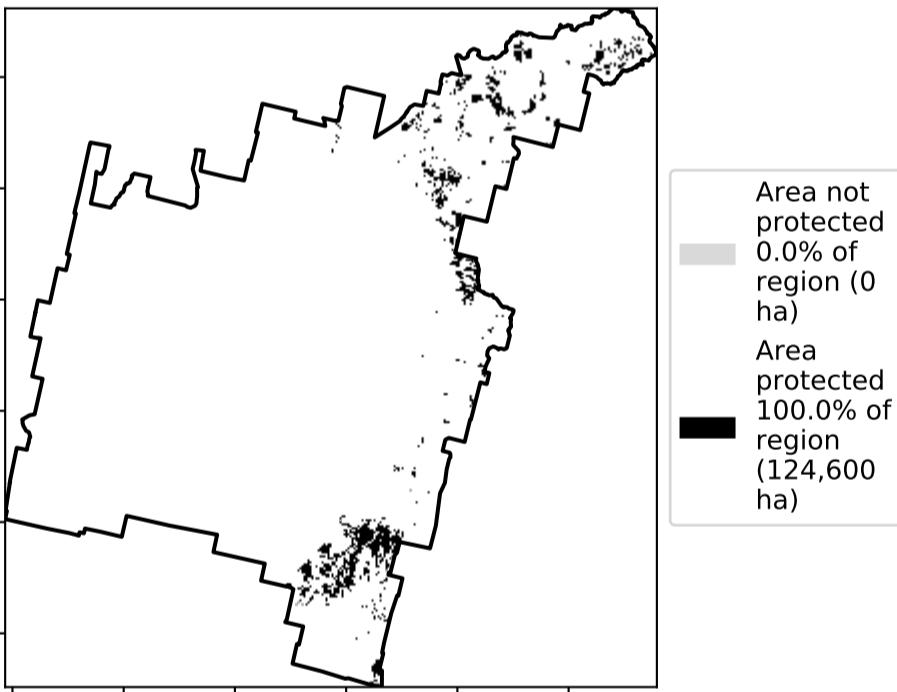 Area not
protected
0.0% of
region (0
ha)
Area
protected
100.0% of
region
(124,600
ha)